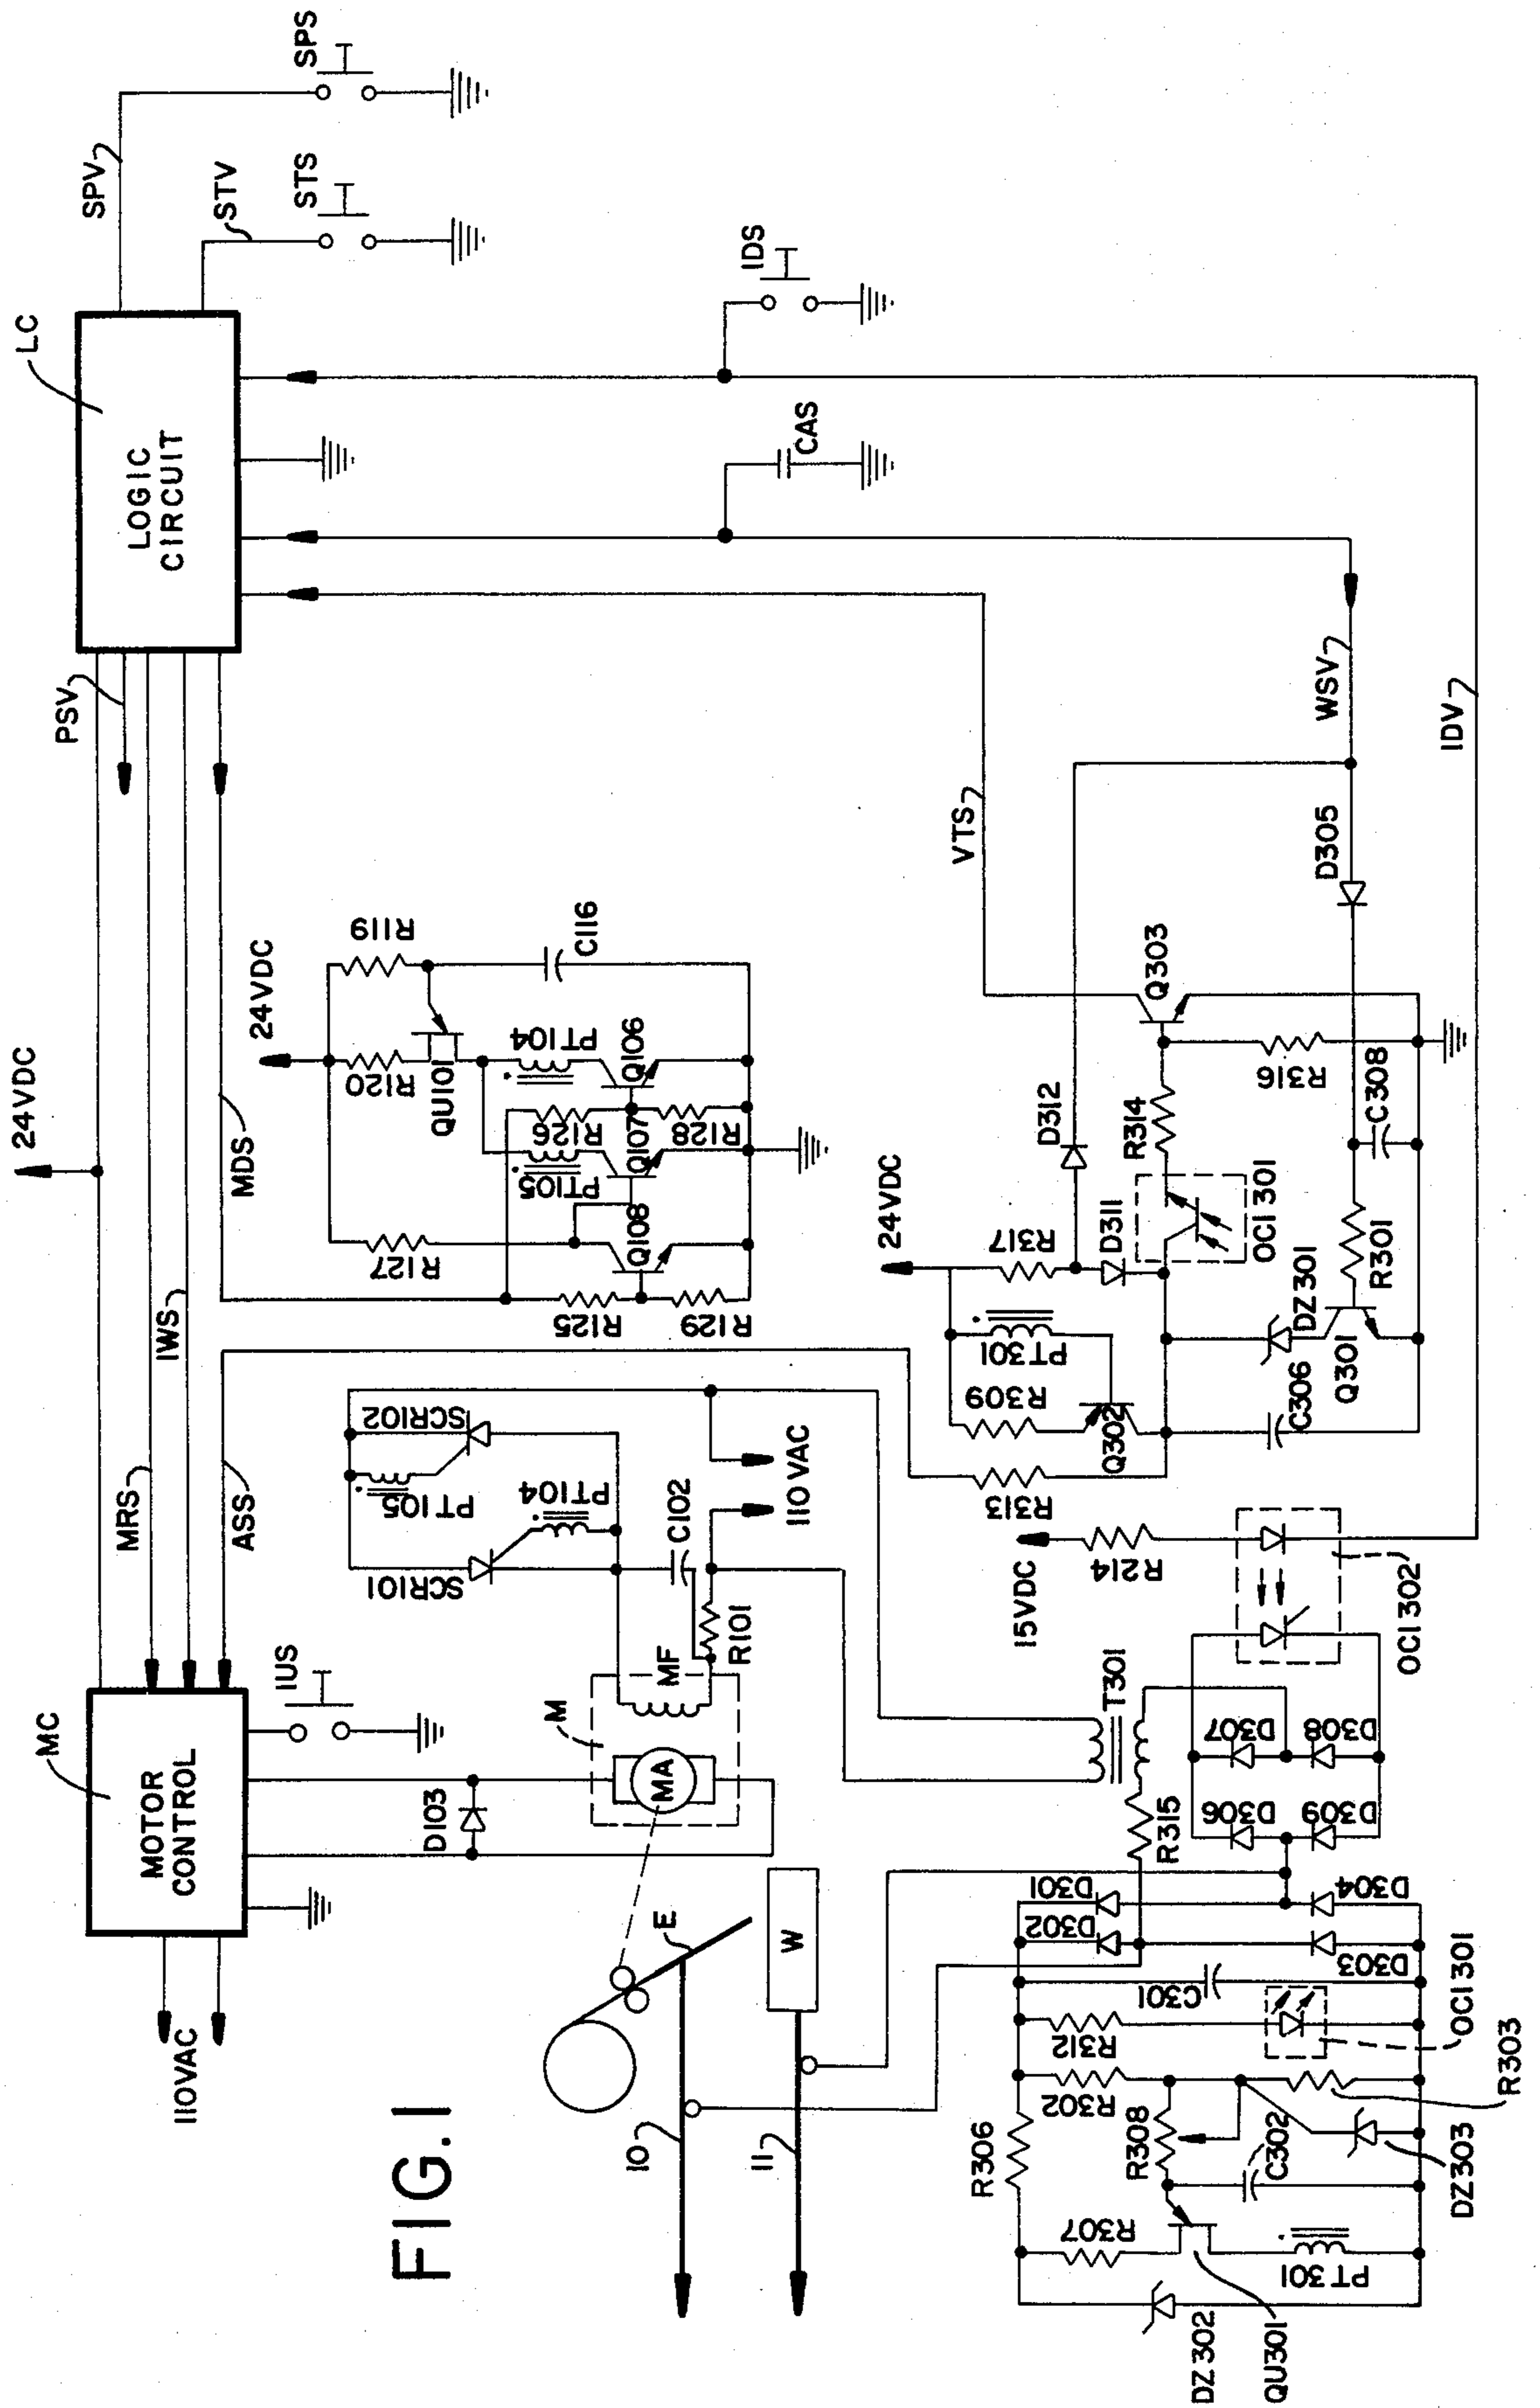 FIG. 1
24VDC
LC
LOGIC
CIRCUIT
SPV
SPS
STV
STS
PSV
MC
MOTOR
CONTROL
MRS
IWS
MDS
ASS
110VAC
IUS
D103
M
MA
MF
E
W
10
11
SCR101
SCR102
PT105
PT104
C102
R101
110VAC
24VDC
R119
R120
QU101
C116
PT104
Q106
R126
R128
PT105
Q107
Q108
R127
R125
R129
IDS
CAS
VTS
WSV
IDV
24VDC
D312
R317
D311
PT301
R309
Q302
R313
OCI 301
R314
Q303
R316
D305
C308
R301
DZ301
Q301
C306
15VDC
R214
OCI 302
T301
R315
D307
D308
D306
D309
D301
D304
D302
D303
C301
OCI 301
R312
R302
R303
R306
R308
C302
DZ303
R307
PT301
DZ302
QU301